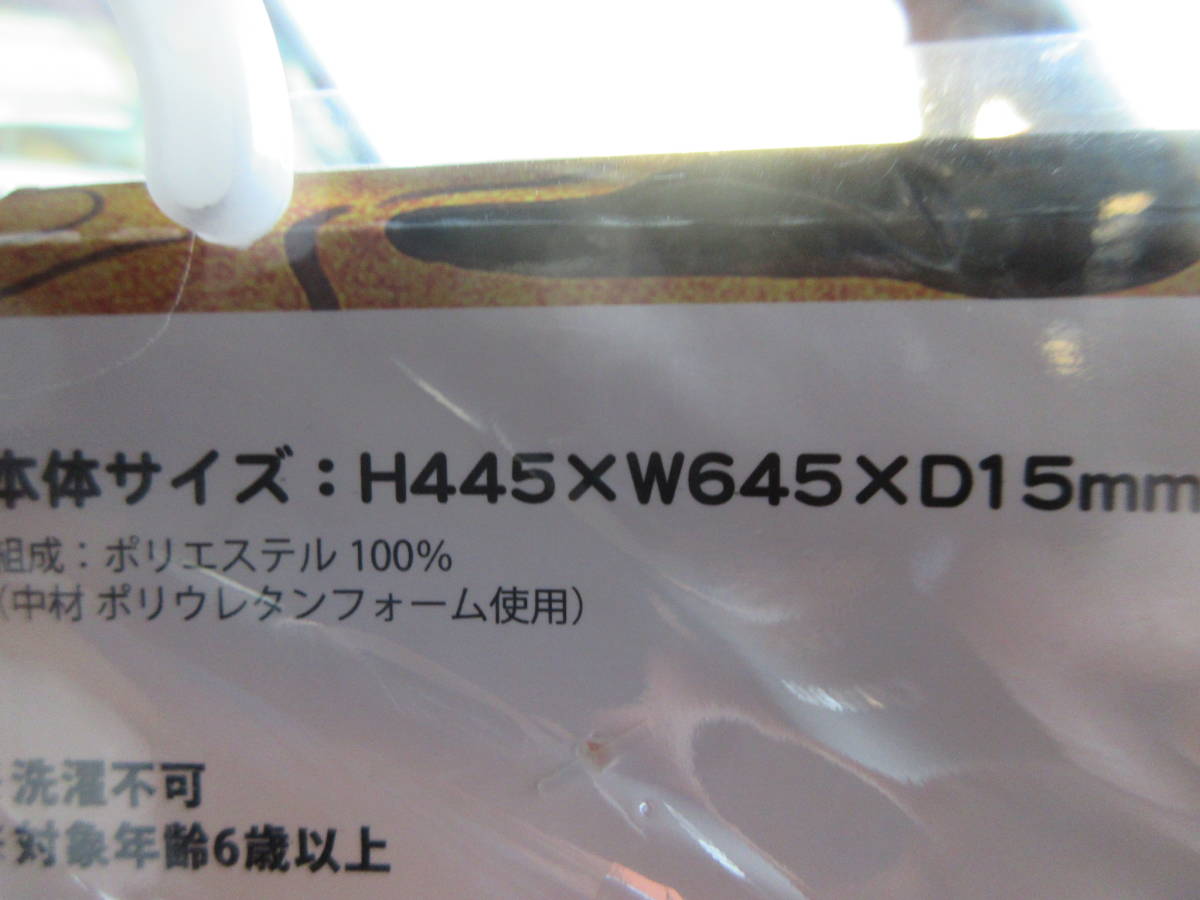 本体サイズ：H445×W645×D15mm
組成：ポリエステル 100%
（中材 ポリウレタンフォーム使用）
※洗濯不可
※対象年齢6歳以上